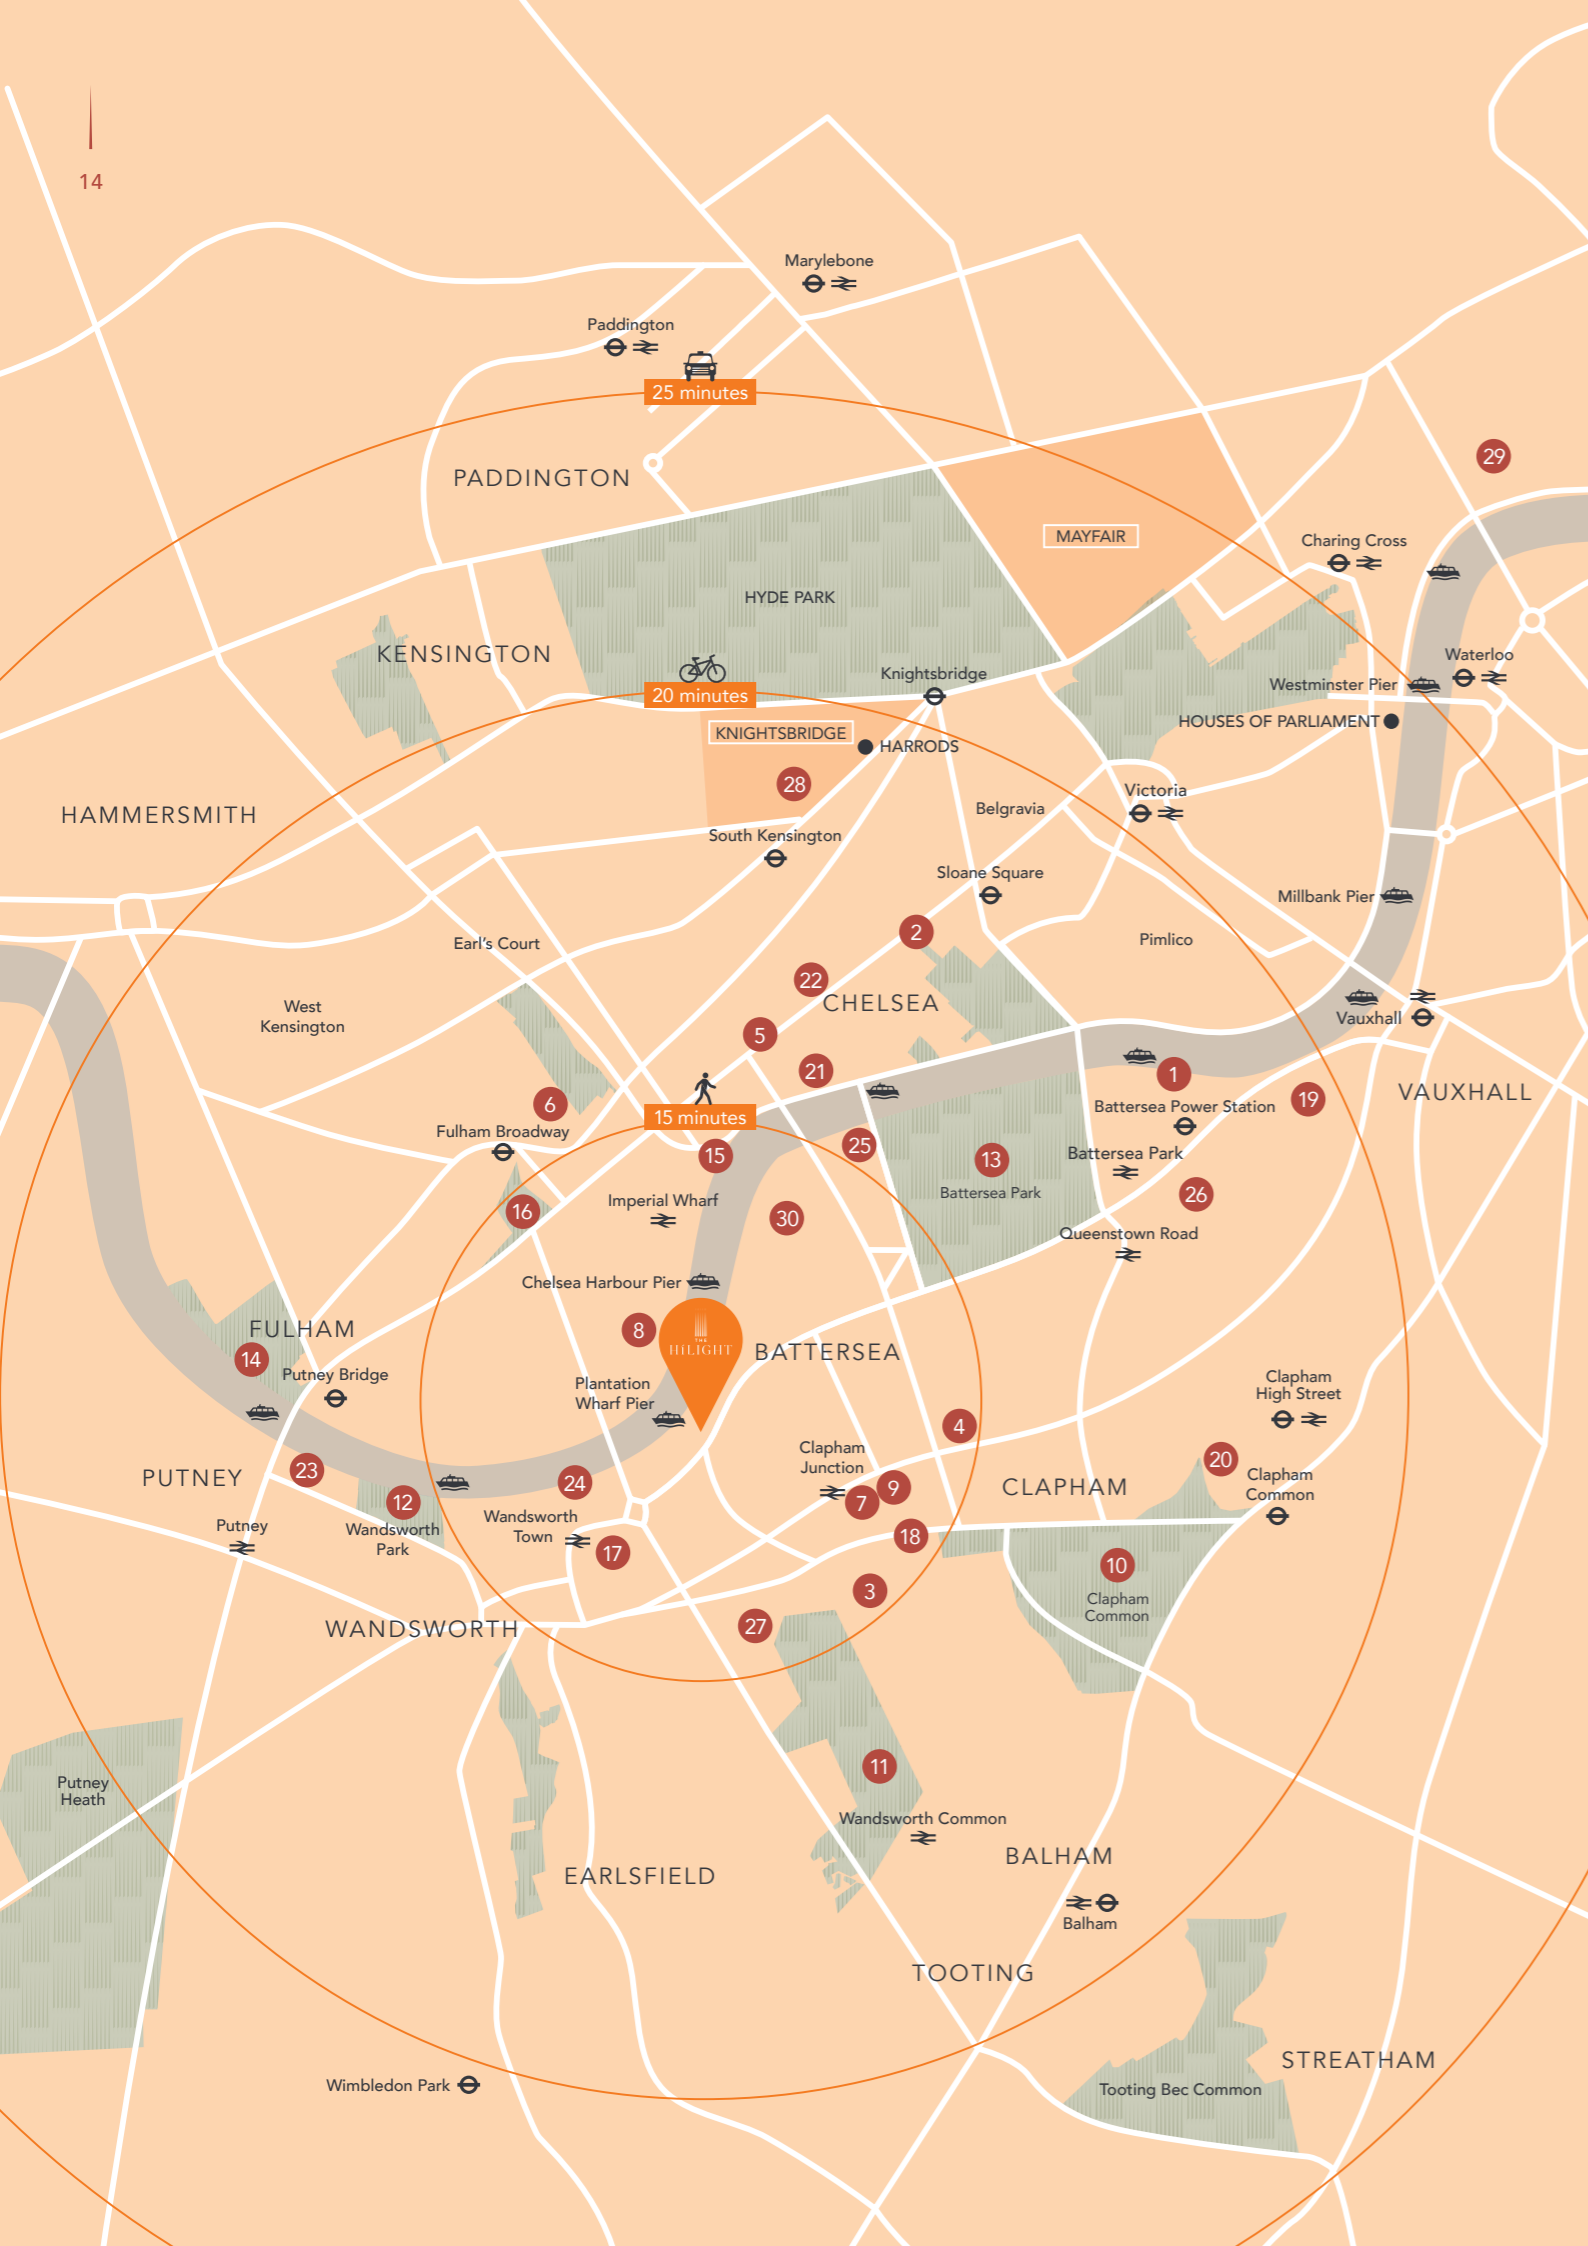 14
Marylebone
Paddington
25 minutes
29
PADDINGTON
MAYFAIR
Charing Cross
HYDE PARK
KENSINGTON
Waterloo
Knightsbridge
Westminster Pier
20 minutes
HOUSES OF PARLIAMENT
KNIGHTSBRIDGE
HARRODS
28
Victoria
HAMMERSMITH
Belgravia
South Kensington
Sloane Square
Millbank Pier
2
Earl's Court
Pimlico
22
CHELSEA
West
Kensington
Vauxhall
5
21
1
VAUXHALL
6
19
Battersea Power Station
15 minutes
Fulham Broadway
25
15
13
Battersea Park
Battersea Park
26
Imperial Wharf
16
30
Queenstown Road
Chelsea Harbour Pier
FULHAM
8
THE
HiLIGHT
BATTERSEA
14
Putney Bridge
Plantation
Wharf Pier
Clapham
High Street
4
Clapham
Junction
20
PUTNEY
23
24
9
CLAPHAM
Clapham
Common
12
7
Wandsworth
Town
Putney
Wandsworth
Park
18
17
10
3
Clapham
Common
WANDSWORTH
27
11
Putney
Heath
Wandsworth Common
BALHAM
EARLSFIELD
Balham
TOOTING
STREATHAM
Wimbledon Park
Tooting Bec Common